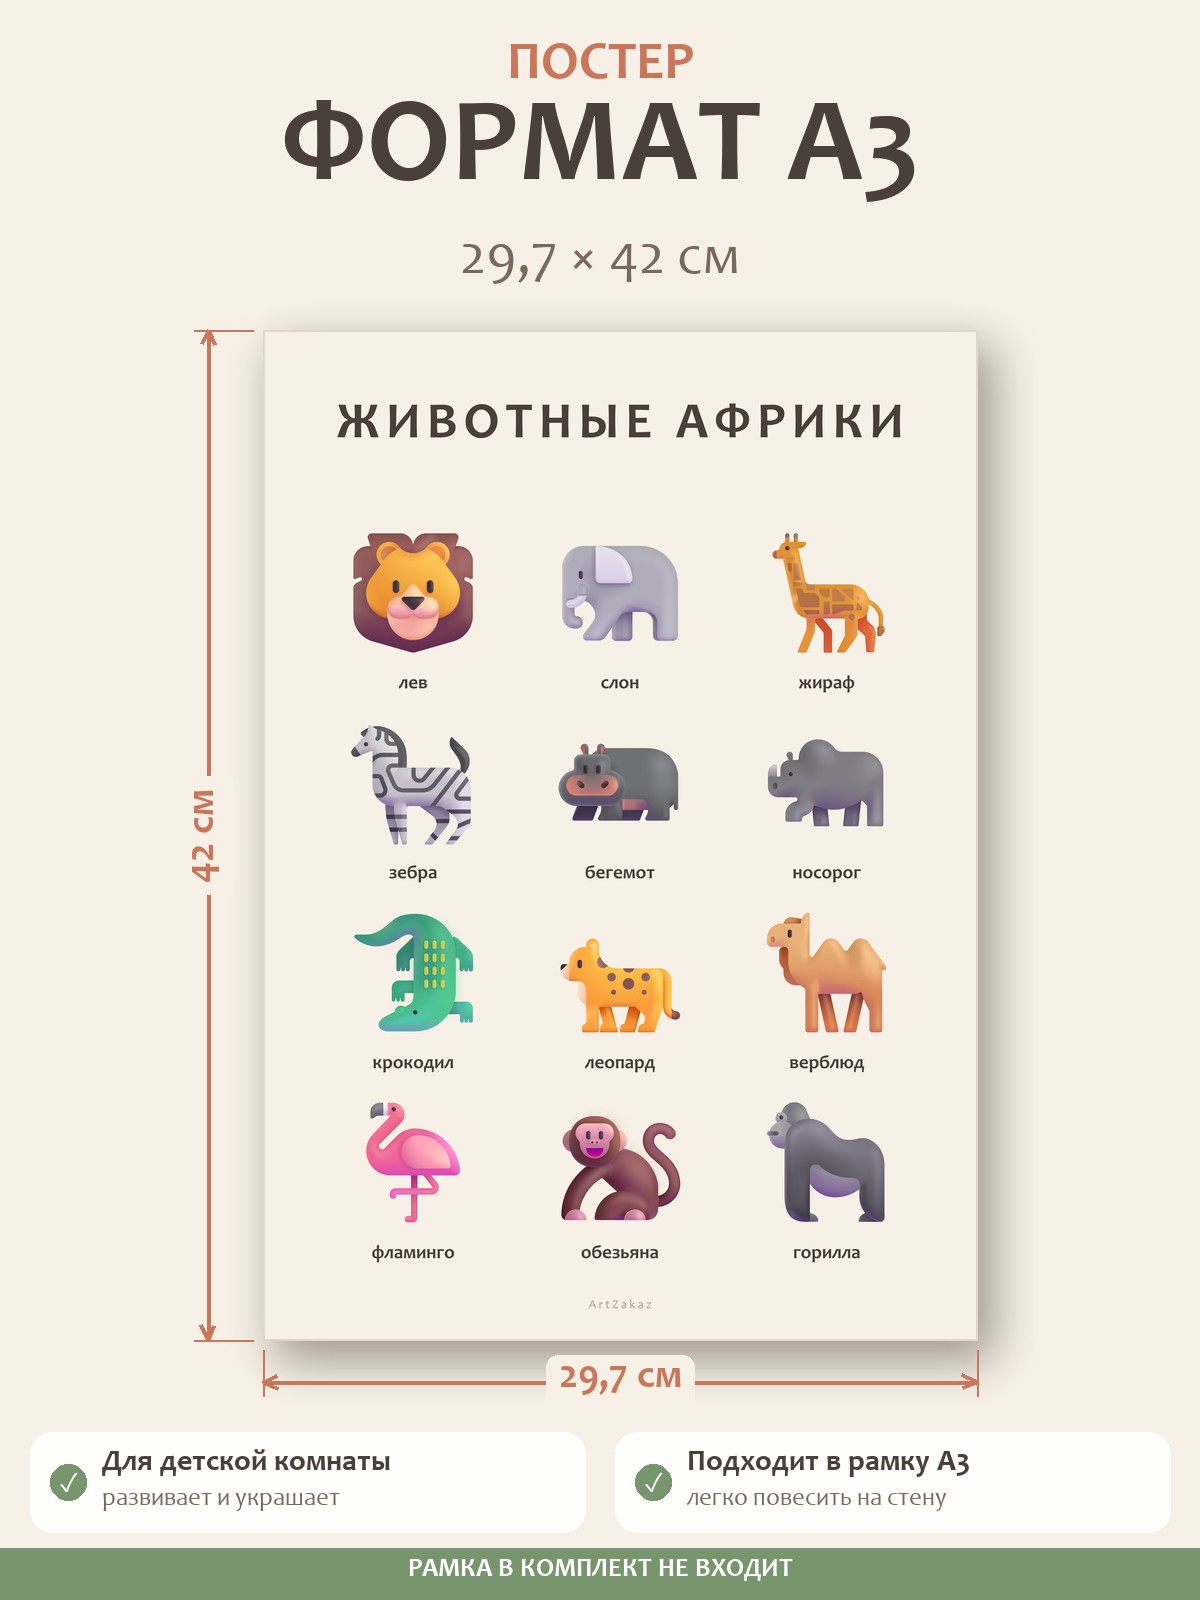 ПОСТЕР
ФОРМАТ А3
29,7 × 42 см
ЖИВОТНЫЕ АФРИКИ
лев
слон
жираф
зебра
бегемот
носорог
42 см
крокодил
леопард
верблюд
фламинго
обезьяна
горилла
ArtZakaz
29,7 см
Для детской комнаты
развивает и украшает
Подходит в рамку А3
легко повесить на стену
РАМКА В КОМПЛЕКТ НЕ ВХОДИТ